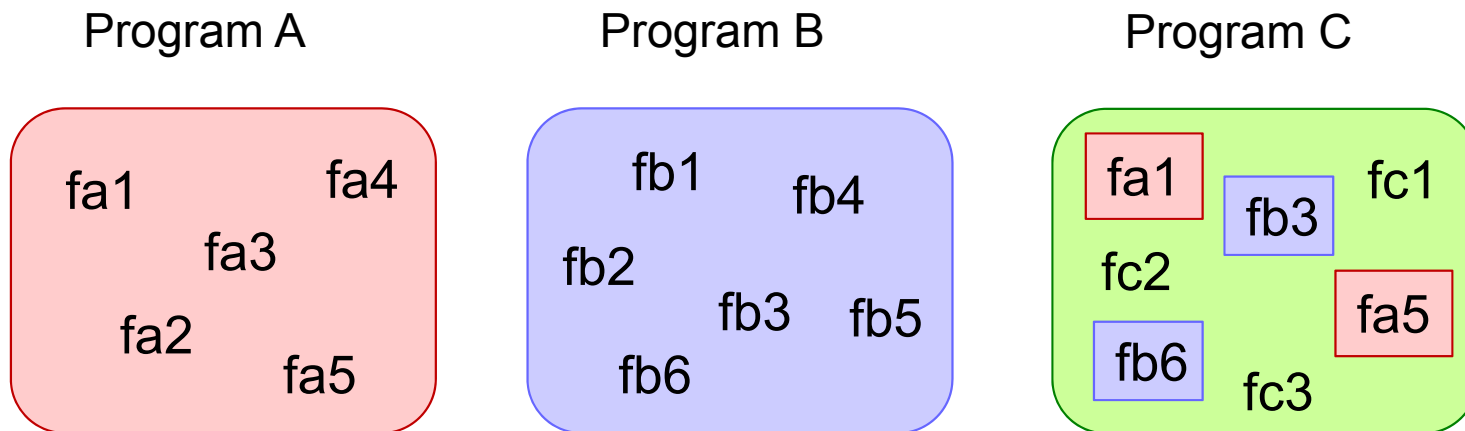 Program A
Program B
Program C
fa1
fa4
fa3
fa2
fa5
fb1
fb4
fb2
fb3
fb5
fb6
fa1
fc1
fb3
fc2
fa5
fb6
fc3